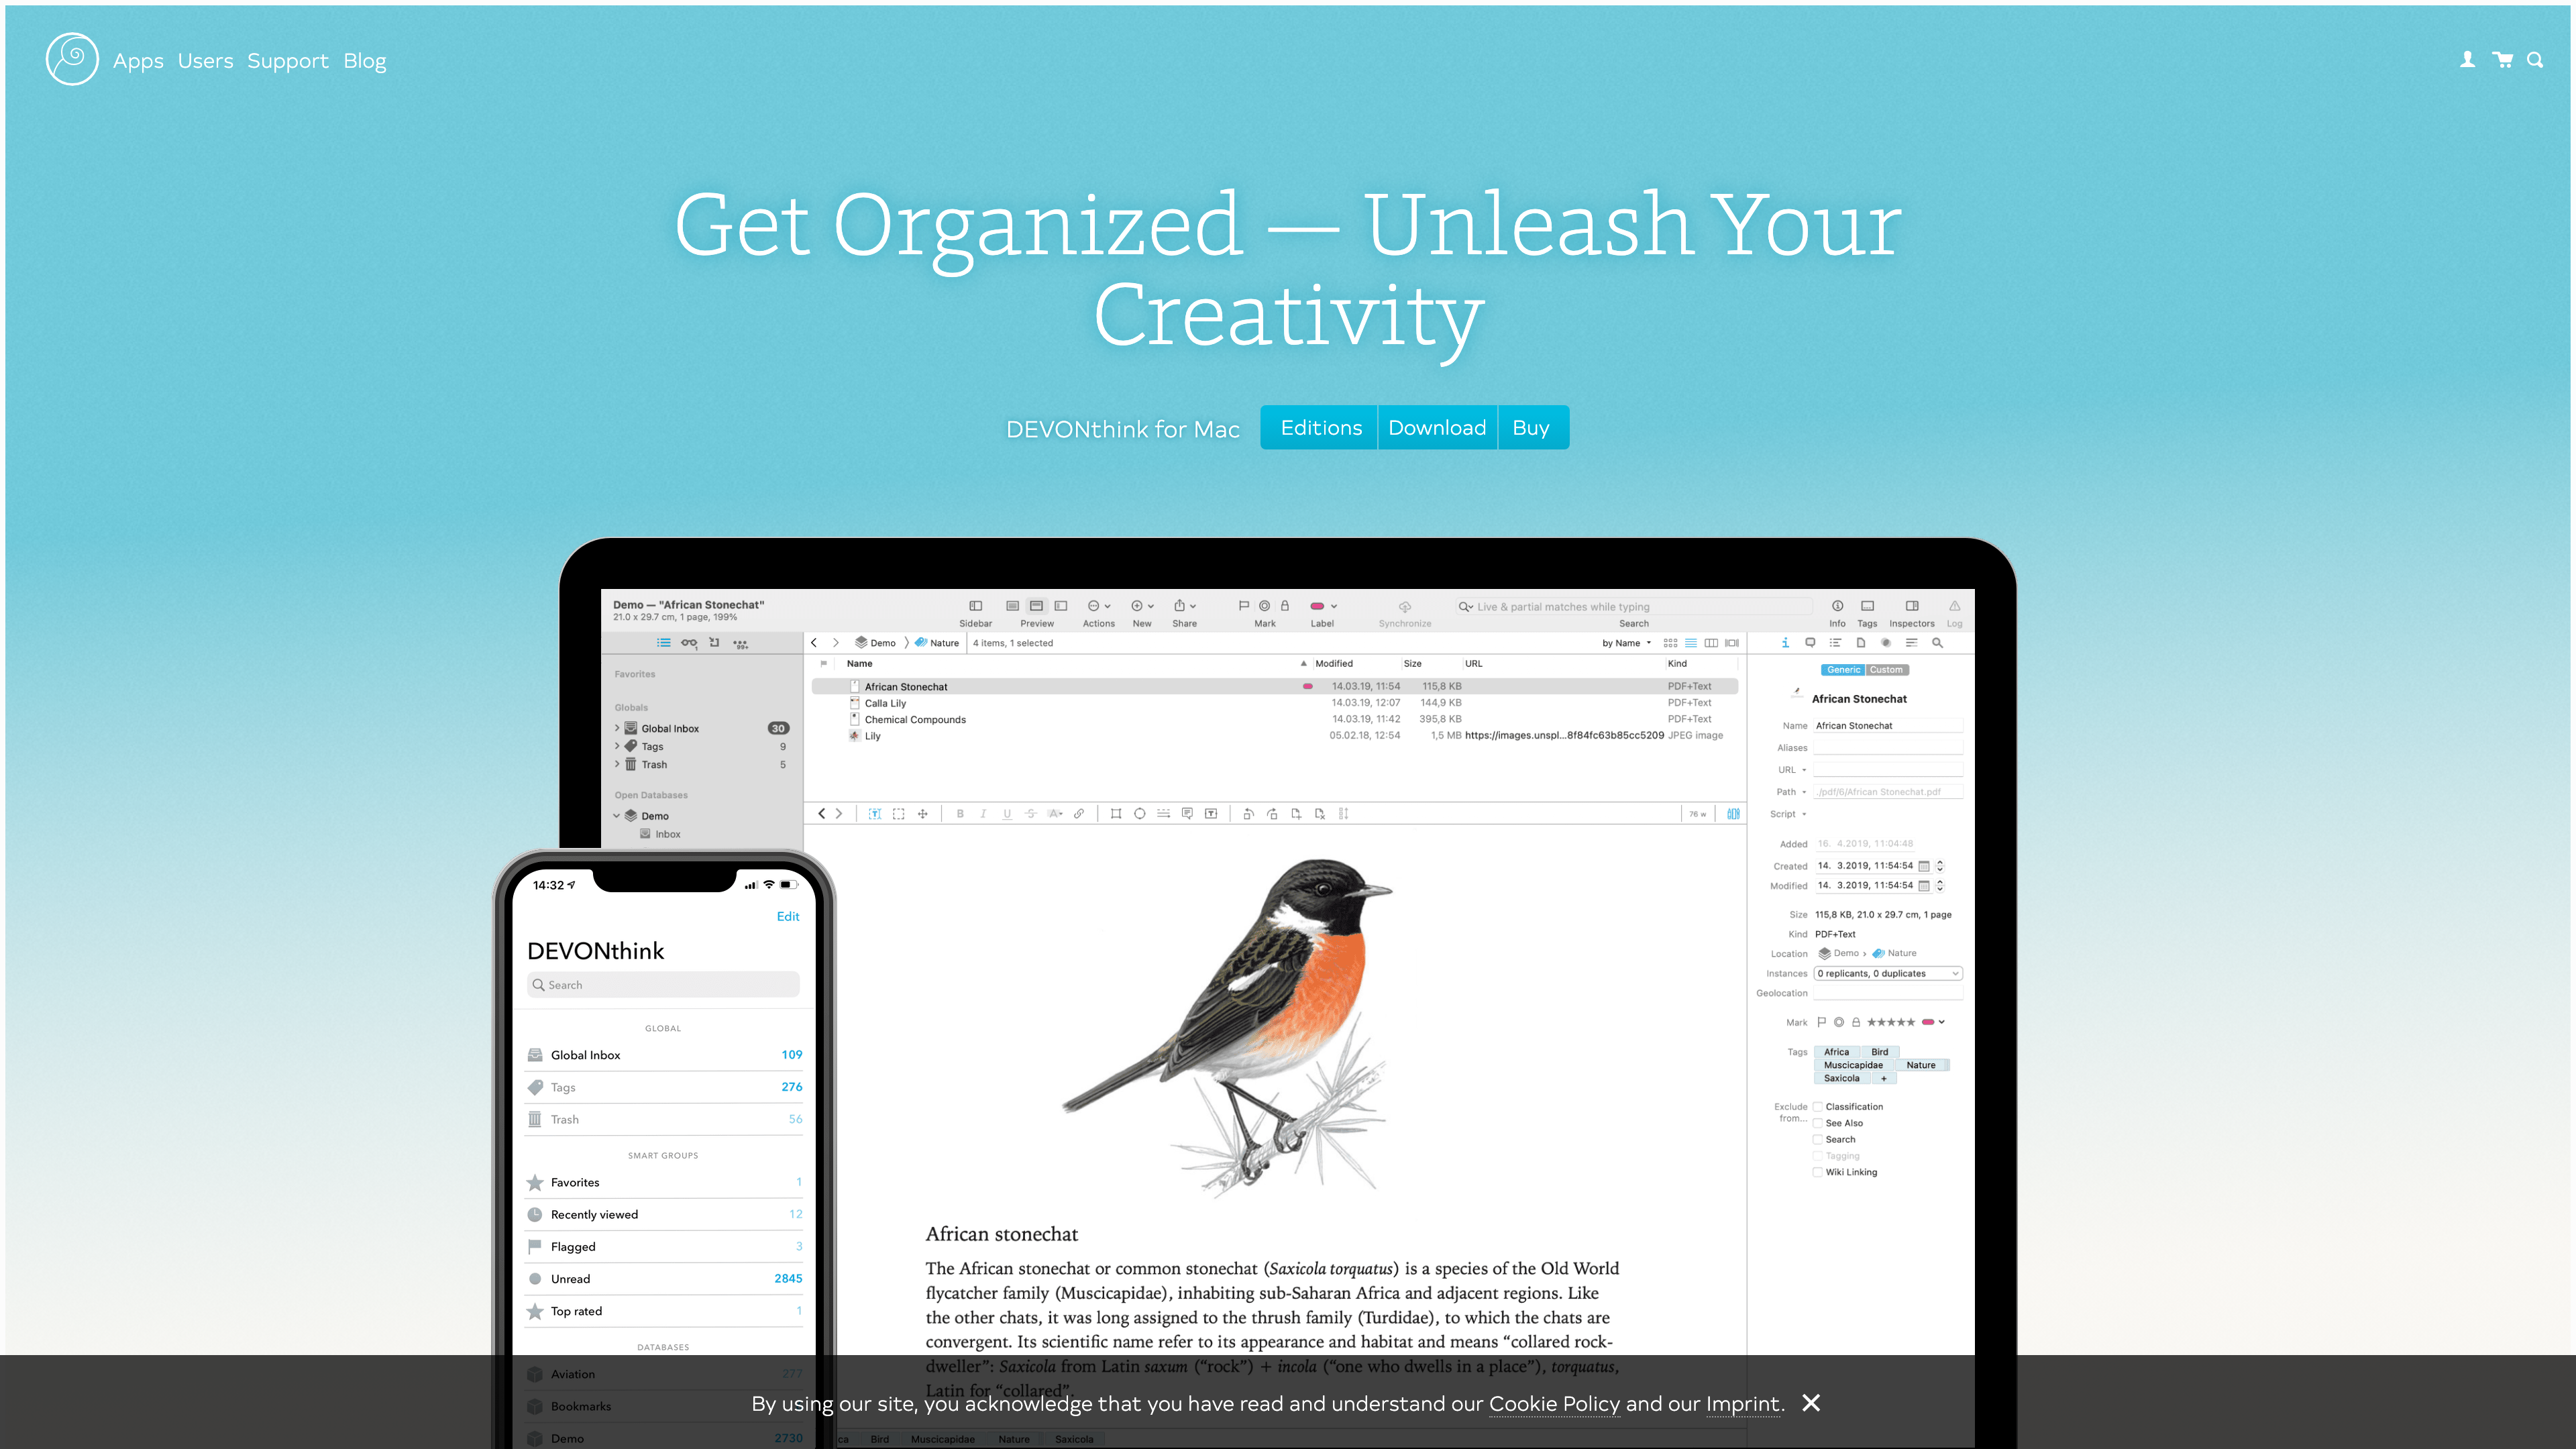 Apps Users Support Blog
Get Organized — Unleash Your
Creativity
DEVONthink for Mac Editions Download Buy
Demo — "African Stonechat"
21.0 x 29.7 cm, 1 page, 199%
Sidebar Preview Actions New Share Mark Label Synchronize Search Info Tags Inspectors Log
Live & partial matches while typing
Demo Nature 4 items, 1 selected by Name
Name Modified Size URL Kind
African Stonechat 14.03.19, 11:54 115,8 KB PDF+Text
Calla Lily 14.03.19, 12:07 144,9 KB PDF+Text
Chemical Compounds 14.03.19, 11:42 395,8 KB PDF+Text
Lily 05.02.18, 12:54 1,5 MB https://images.unspl...8f84fc63b85cc5209 JPEG image
Favorites
Globals
Global Inbox 30
Tags 9
Trash 5
Open Databases
Demo
Inbox
76 w
Generic Custom
African Stonechat
Name African Stonechat
Aliases
URL
Path ./pdf/6/African Stonechat.pdf
Script
Added 16. 4.2019, 11:04:48
Created 14. 3.2019, 11:54:54
Modified 14. 3.2019, 11:54:54
Size 115,8 KB, 21.0 x 29.7 cm, 1 page
Kind PDF+Text
Location Demo › Nature
Instances 0 replicants, 0 duplicates
Geolocation
Mark
Tags Africa Bird
Muscicapidae Nature
Saxicola +
Exclude from... Classification
See Also
Search
Tagging
Wiki Linking
14:32
Edit
DEVONthink
Search
GLOBAL
Global Inbox 109
Tags 276
Trash 56
SMART GROUPS
Favorites 1
Recently viewed 12
Flagged 3
Unread 2845
Top rated 1
DATABASES
Aviation 277
Bookmarks
Demo 2730
African stonechat
The African stonechat or common stonechat (Saxicola torquatus) is a species of the Old World
flycatcher family (Muscicapidae), inhabiting sub-Saharan Africa and adjacent regions. Like
the other chats, it was long assigned to the thrush family (Turdidae), to which the chats are
convergent. Its scientific name refer to its appearance and habitat and means “collared rock-
dweller”: Saxicola from Latin saxum (“rock”) + incola (“one who dwells in a place”), torquatus,
Latin for “collared”.
By using our site, you acknowledge that you have read and understand our Cookie Policy and our Imprint.
Bird Muscicapidae Nature Saxicola